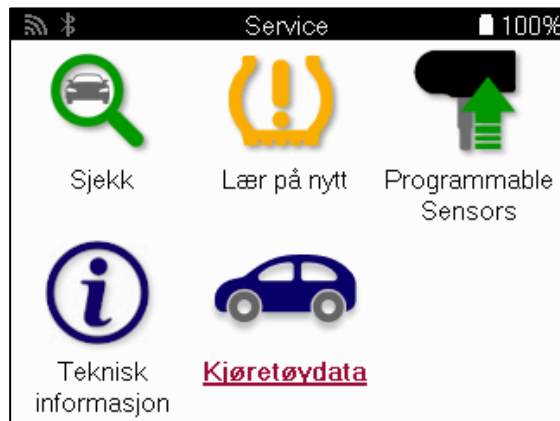 Service
100%
Sjekk
Lær på nytt
Programmable
Sensors
Teknisk
informasjon
Kjøretøydata